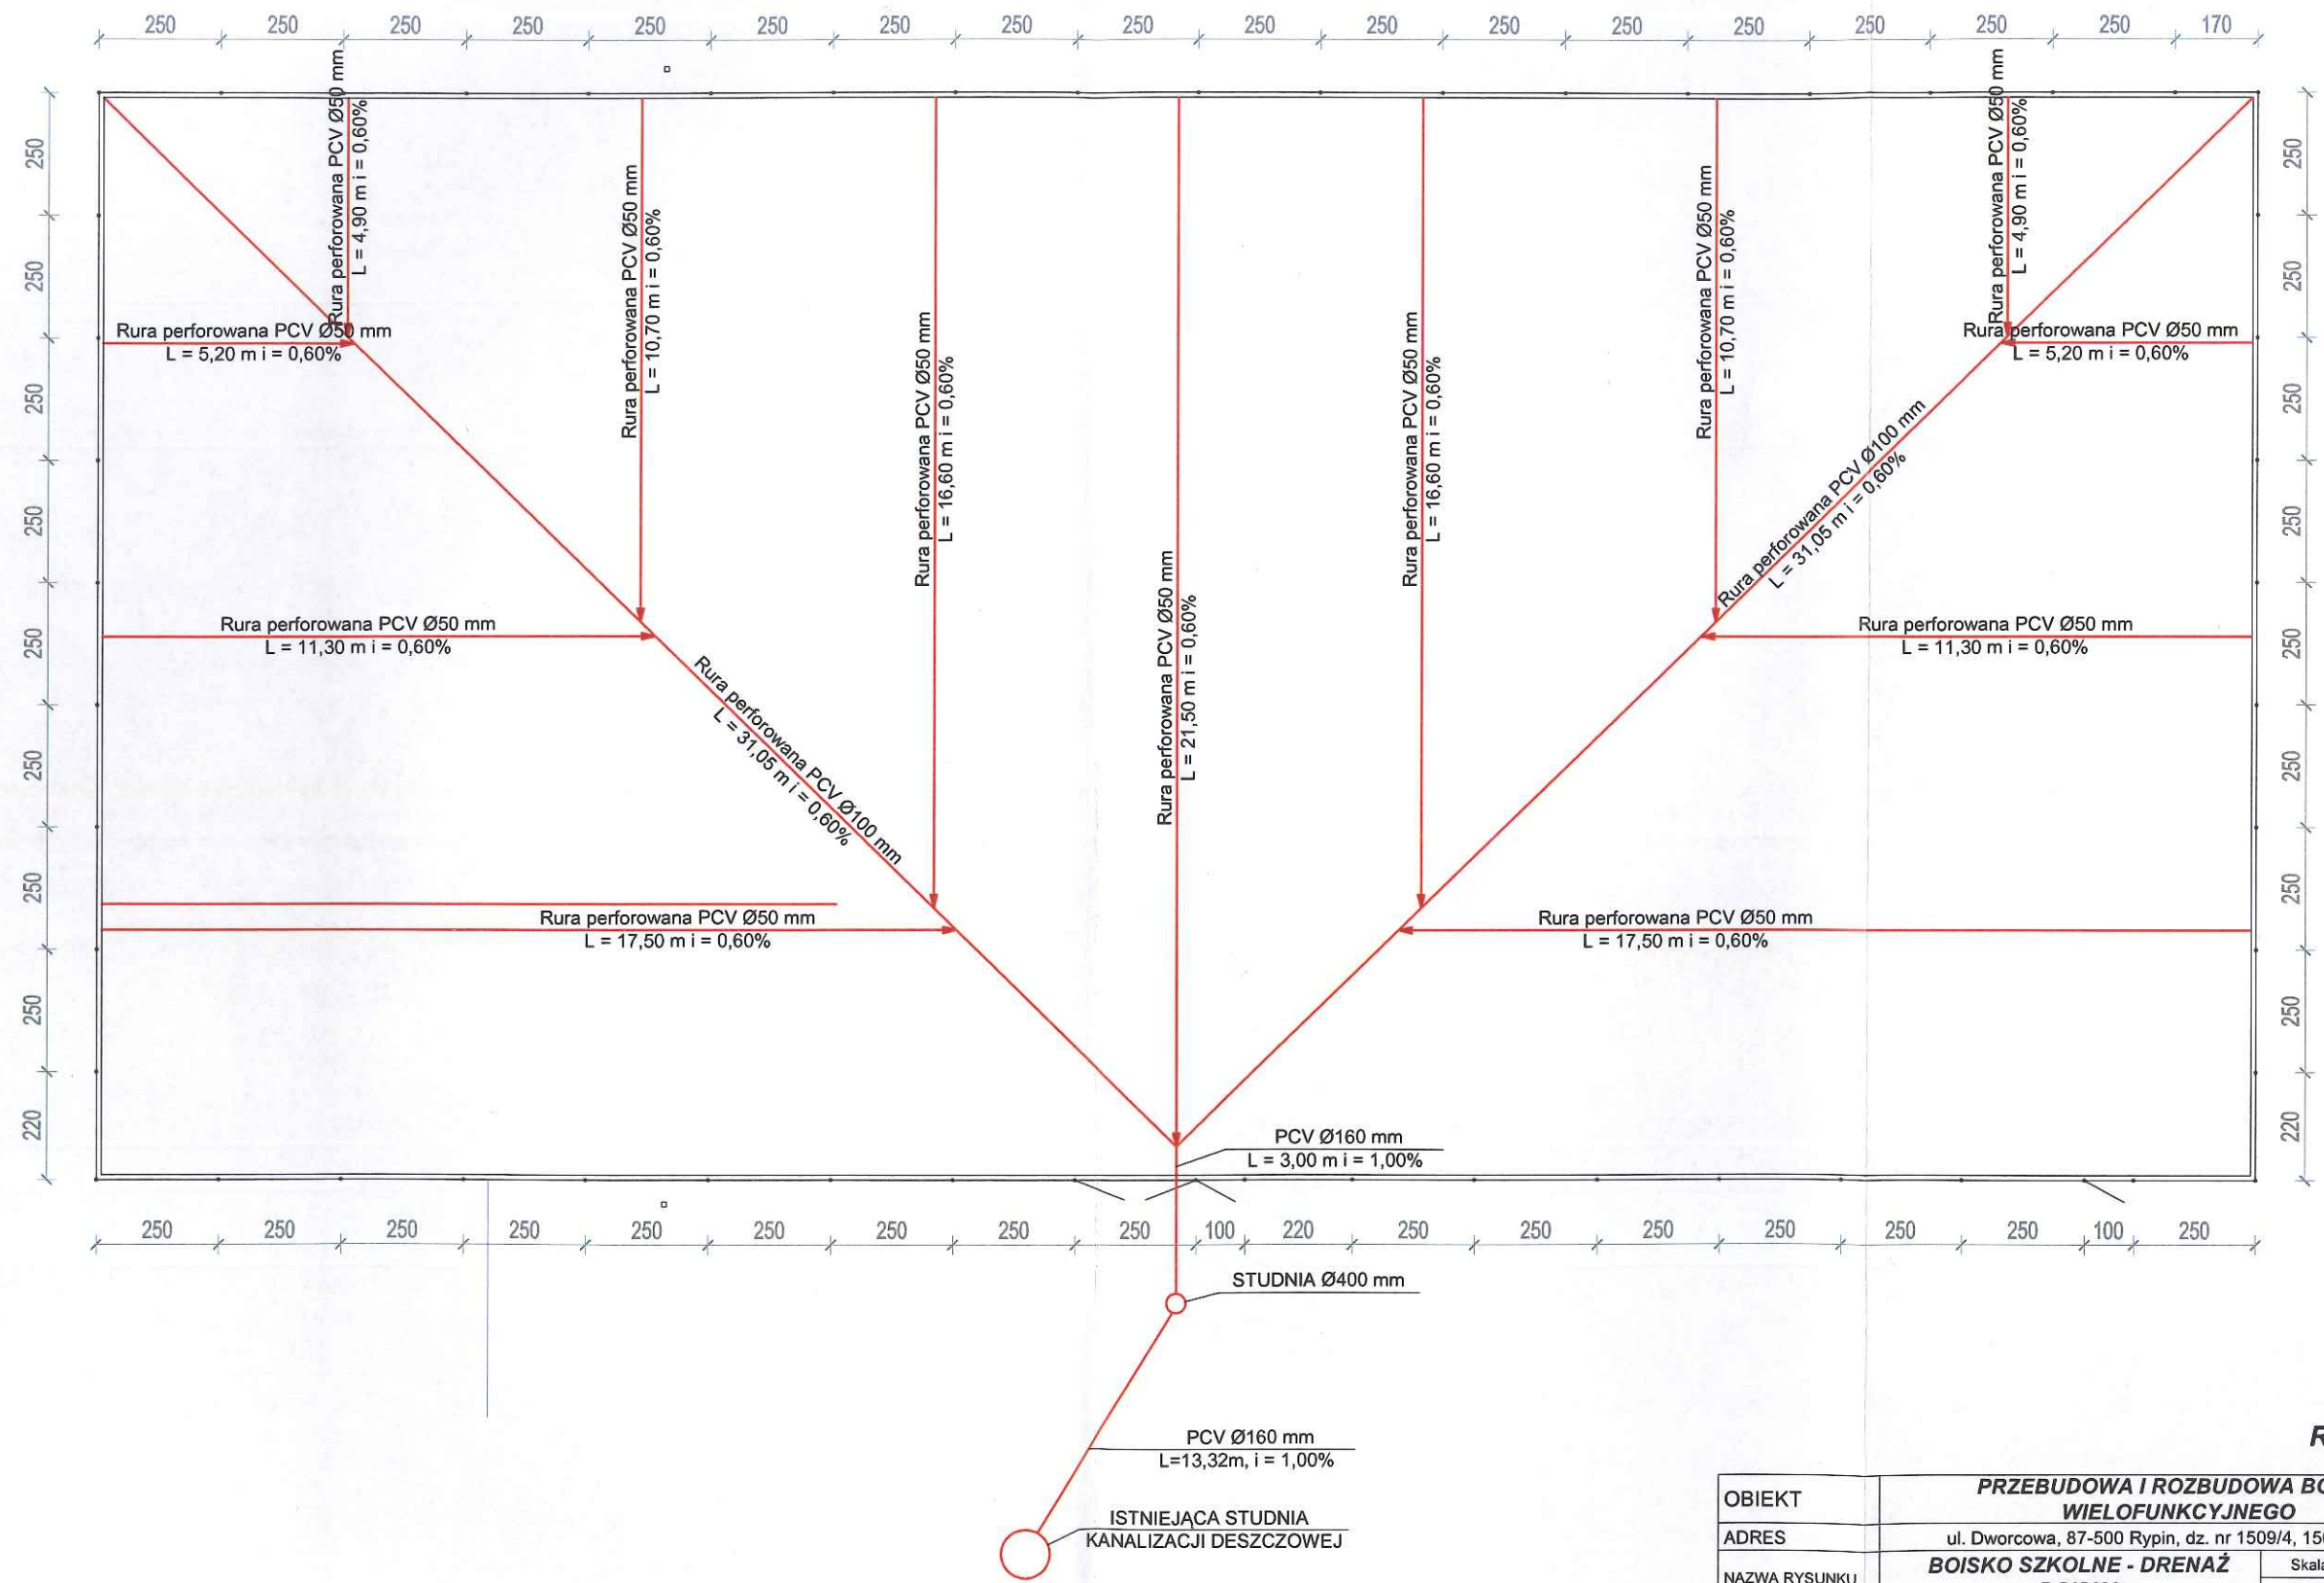 250 250 250 250 250 250 250 250 250 250 250 250 250 250 250 250 250 170
250
250
250
250
250
250
250
250
220
Rura perforowana PCV Ø50 mm
L = 4,90 m i = 0,60%
Rura perforowana PCV Ø50 mm
L = 10,70 m i = 0,60%
Rura perforowana PCV Ø50 mm
L = 16,60 m i = 0,60%
Rura perforowana PCV Ø50 mm
L = 21,50 m i = 0,60%
Rura perforowana PCV Ø50 mm
L = 16,60 m i = 0,60%
Rura perforowana PCV Ø50 mm
L = 10,70 m i = 0,60%
Rura perforowana PCV Ø50 mm
L = 4,90 m i = 0,60%
Rura perforowana PCV Ø50 mm
L = 5,20 m i = 0,60%
Rura perforowana PCV Ø50 mm
L = 5,20 m i = 0,60%
Rura perforowana PCV Ø100 mm
L = 31,05 m i = 0,60%
Rura perforowana PCV Ø50 mm
L = 11,30 m i = 0,60%
Rura perforowana PCV Ø50 mm
L = 11,30 m i = 0,60%
Rura perforowana PCV Ø100 mm
L = 31,05 m i = 0,60%
Rura perforowana PCV Ø50 mm
L = 17,50 m i = 0,60%
Rura perforowana PCV Ø50 mm
L = 17,50 m i = 0,60%
250
250
250
250
250
250
250
250
220
PCV Ø160 mm
L = 3,00 m i = 1,00%
250 250 250 250 250 250 250 250 250 100 220 250 250 250 250 250 250 100 250
STUDNIA Ø400 mm
PCV Ø160 mm
L=13,32m, i = 1,00%
ISTNIEJĄCA STUDNIA
KANALIZACJI DESZCZOWEJ
R
OBIEKT
PRZEBUDOWA I ROZBUDOWA BO
WIELOFUNKCYJNEGO
ADRES
ul. Dworcowa, 87-500 Rypin, dz. nr 1509/4, 150
NAZWA RYSUNKU
BOISKO SZKOLNE - DRENAŻ
Skala